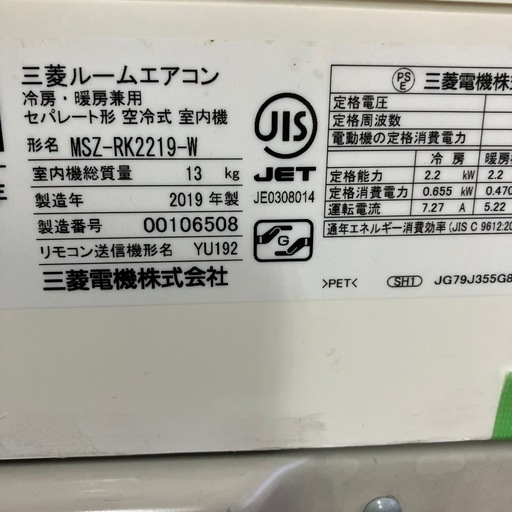 三菱ルームエアコン
冷房・暖房兼用
セパレート形 空冷式 室内機
形名 MSZ-RK2219-W
室内機総質量 13 kg
製造年 2019 年製
製造番号 00106508
リモコン送信機形名 YU192
三菱電機株式会社
JIS
JET
JE0308014
G
PS
E
三菱電機株式
定格電圧
定格周波数
電動機の定格消費電力
冷 房 暖房
定格能力 2.2 kW 2.2
定格消費電力 0.655 kW 0.470
運転電流 7.27 A 5.22
通年エネルギー消費効率(JIS C 9612:20
>PET< SHI JG79J355G8
年